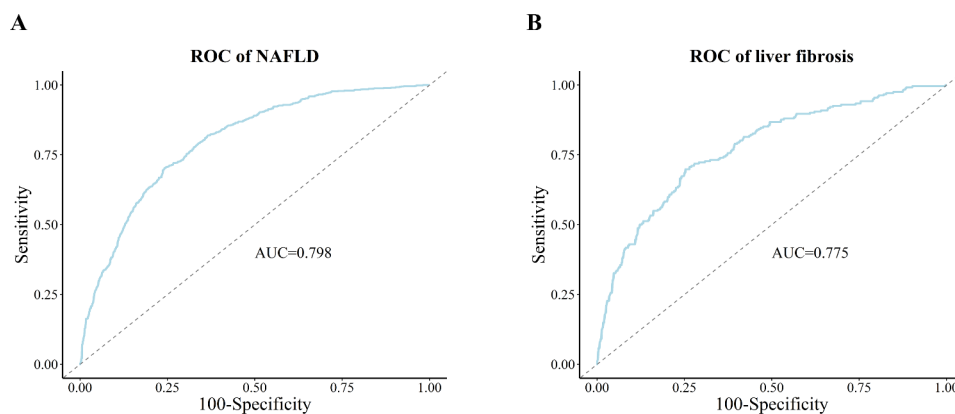 A
ROC of NAFLD
1.00
0.75
0.50
0.25
0.00
Sensitivity
AUC=0.798
0.00 0.25 0.50 0.75 1.00
100-Specificity
B
ROC of liver fibrosis
1.00
0.75
0.50
0.25
0.00
Sensitivity
AUC=0.775
0.00 0.25 0.50 0.75 1.00
100-Specificity